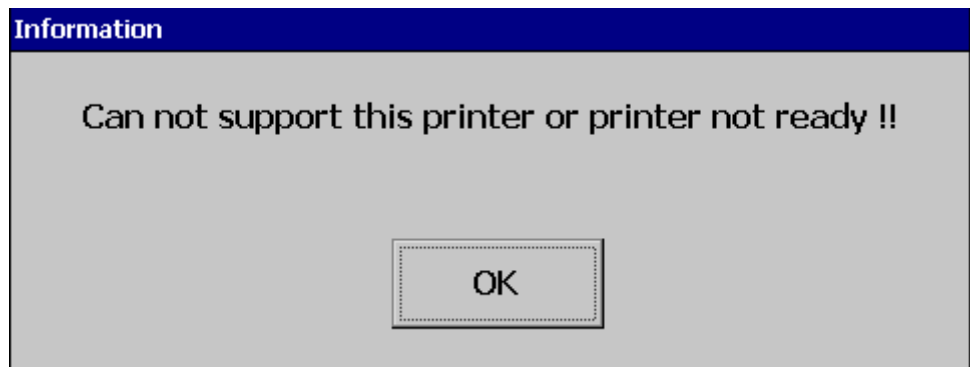 Information
Can not support this printer or printer not ready !!
OK